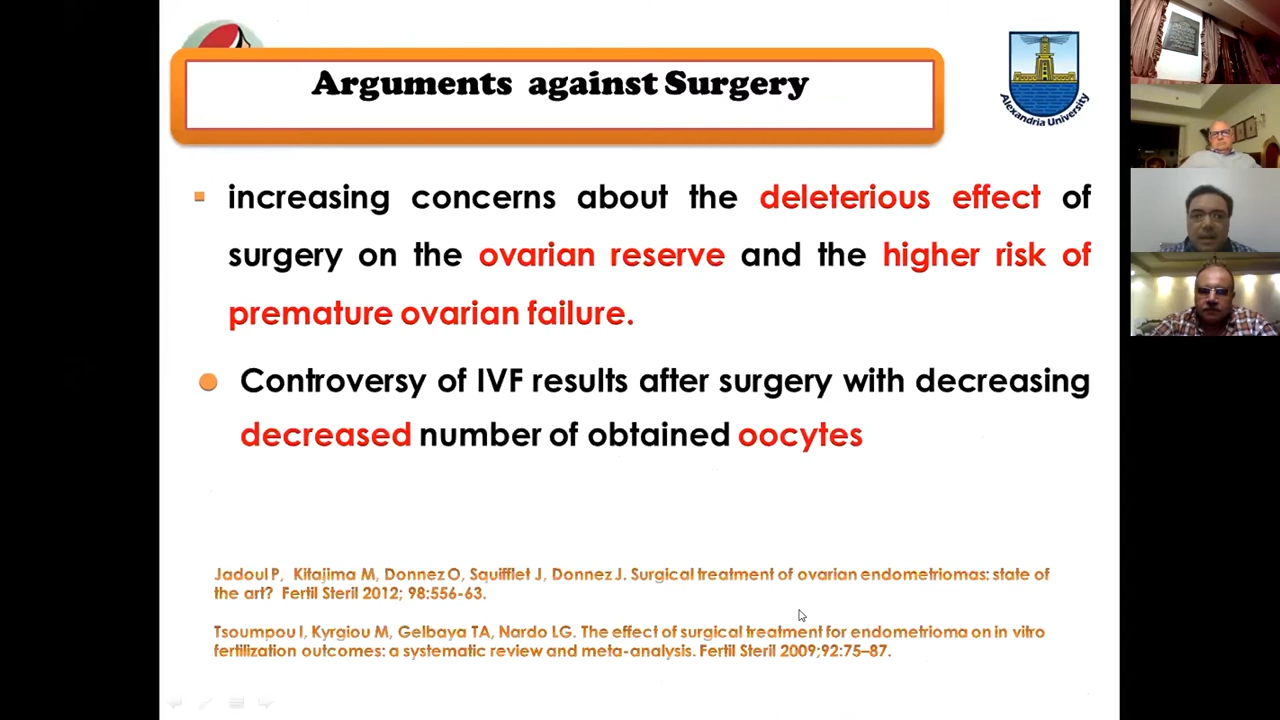 Arguments against Surgery
Alexandria University
increasing concerns about the deleterious effect of
surgery on the ovarian reserve and the higher risk of
premature ovarian failure.
Controversy of IVF results after surgery with decreasing
decreased number of obtained oocytes
Jadoul P, Kitajima M, Donnez O, Squifflet J, Donnez J. Surgical treatment of ovarian endometriomas: state of
the art? Fertil Steril 2012; 98:556-63.
Tsoumpou I, Kyrgiou M, Gelbaya TA, Nardo LG. The effect of surgical treatment for endometrioma on in vitro
fertilization outcomes: a systematic review and meta-analysis. Fertil Steril 2009;92:75–87.